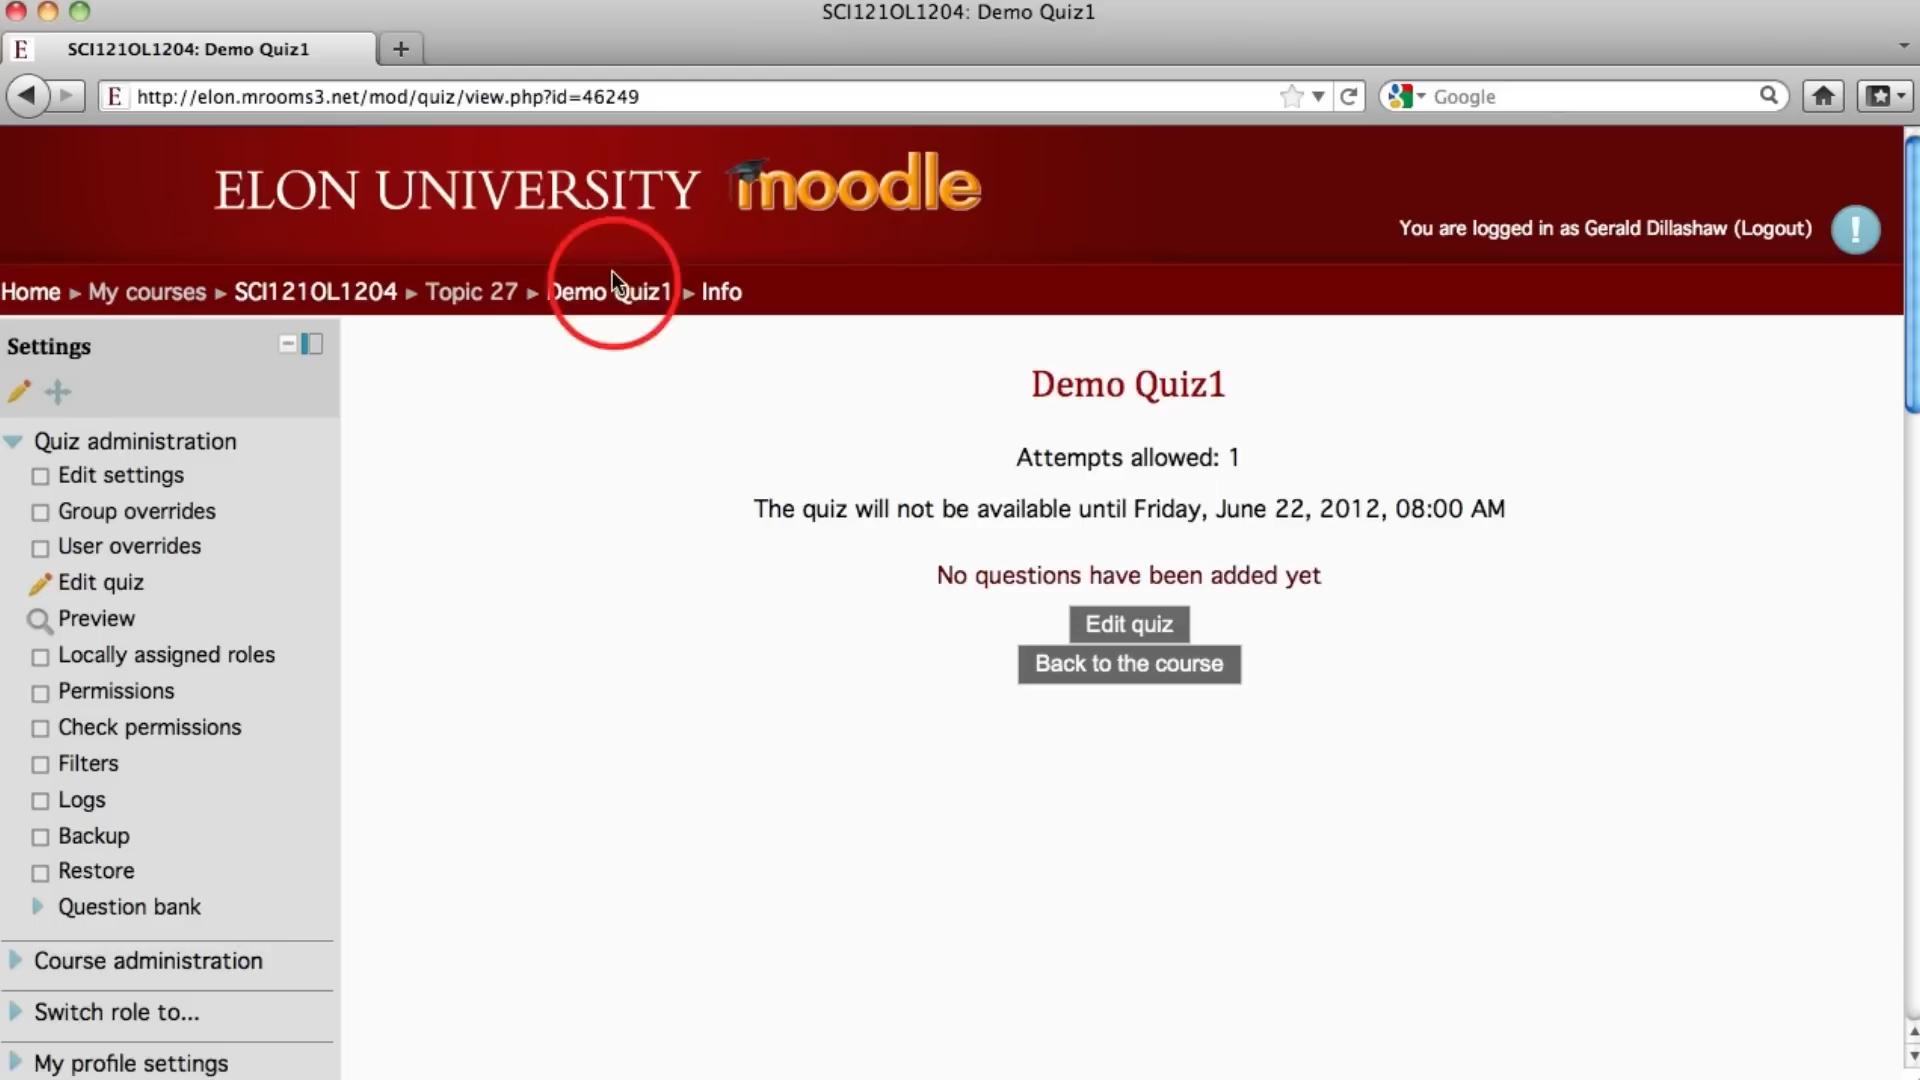 SCI121OL1204: Demo Quiz1
E SCI121OL1204: Demo Quiz1 +
E http://elon.mrooms3.net/mod/quiz/view.php?id=46249 Google
ELON UNIVERSITY moodle
You are logged in as Gerald Dillashaw (Logout) !
Home ► My courses ► SCI121OL1204 ► Topic 27 ► Demo Quiz1 ► Info
Settings
Quiz administration
Edit settings
Group overrides
User overrides
Edit quiz
Preview
Locally assigned roles
Permissions
Check permissions
Filters
Logs
Backup
Restore
Question bank
Course administration
Switch role to...
My profile settings
Demo Quiz1
Attempts allowed: 1
The quiz will not be available until Friday, June 22, 2012, 08:00 AM
No questions have been added yet
Edit quiz
Back to the course